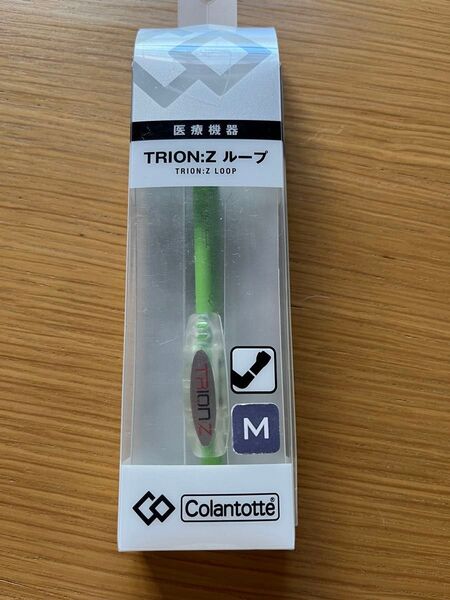 医療機器
TRION:Z ループ
TRION:Z LOOP
TRION:Z
M
Colantotte®